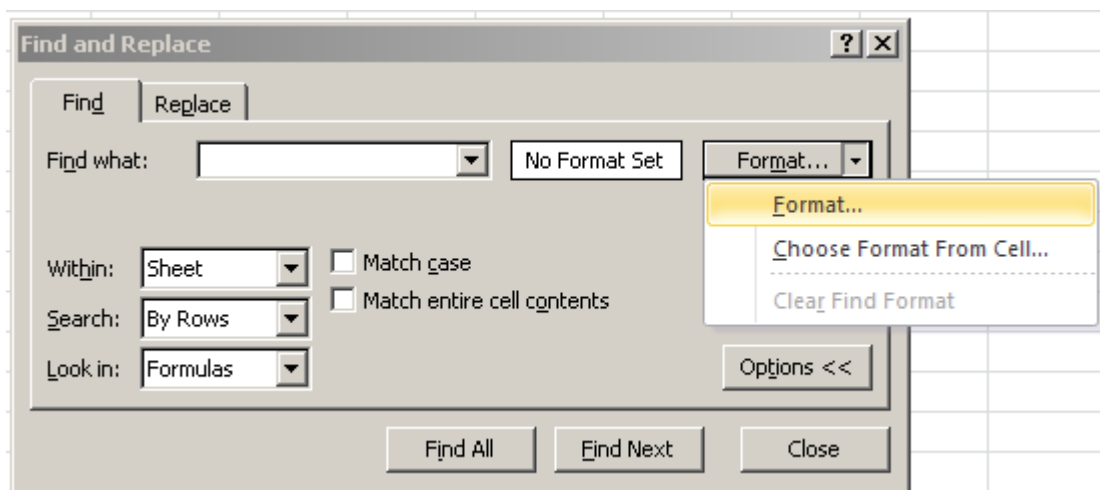 Find and Replace
Find Replace
Find what: No Format Set Format...
Format...
Choose Format From Cell...
Clear Find Format
Within: Sheet Match case
Match entire cell contents
Search: By Rows
Look in: Formulas
Options <<
Find All Find Next Close